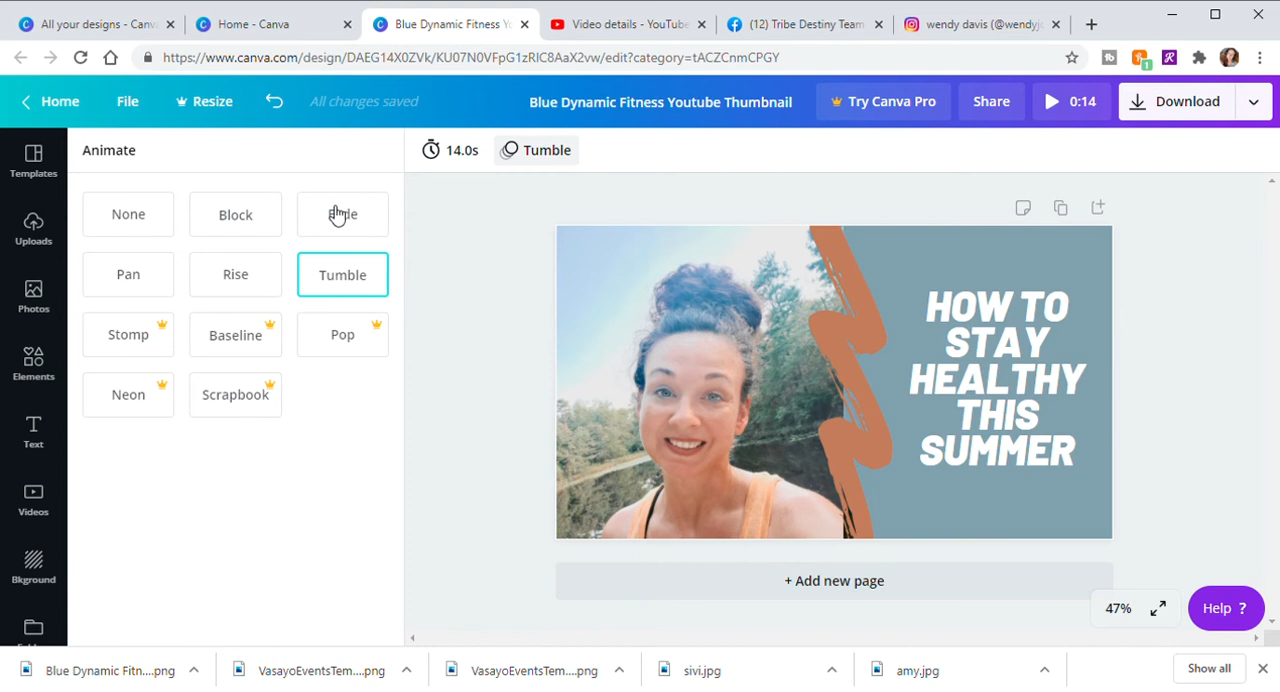 All your designs - Canv
Home - Canva
Blue Dynamic Fitness Yo
Video details - YouTube
(12) Tribe Destiny Team
wendy davis (@wendyjo
https://www.canva.com/design/DAEG14X0ZVk/KU07N0VFpG1zRIC8AaX2vw/edit?category=tACZCnmCPGY
Home
File
Resize
All changes saved
Blue Dynamic Fitness Youtube Thumbnail
Try Canva Pro
Share
0:14
Download
Templates
Uploads
Photos
Elements
Text
Videos
Bkground
Animate
None
Block
Pan
Rise
Tumble
Stomp
Baseline
Pop
Neon
Scrapbook
14.0s
Tumble
HOW TO
STAY
HEALTHY
THIS
SUMMER
+ Add new page
47%
Help ?
Blue Dynamic Fitn....png
VasayoEventsTem....png
VasayoEventsTem....png
sivi.jpg
amy.jpg
Show all